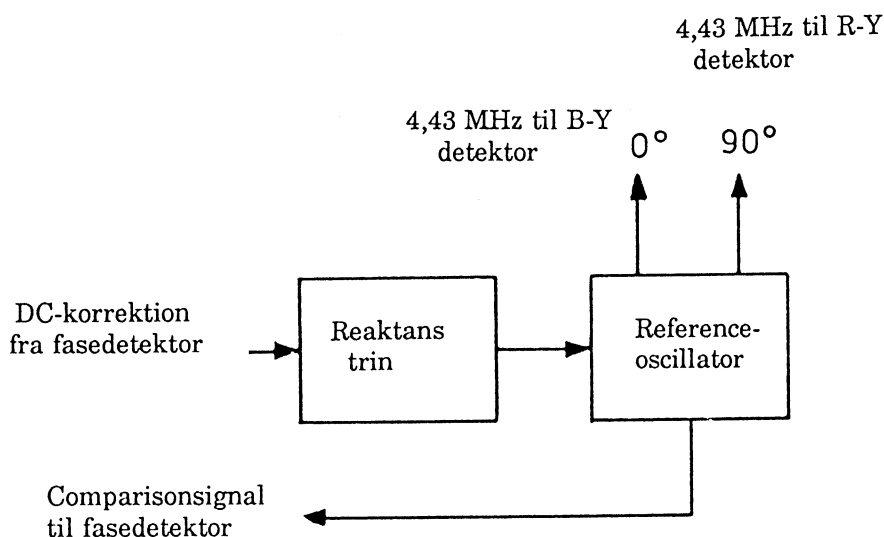 4,43 MHz til R-Y
detektor
4,43 MHz til B-Y
detektor
0° 90°
DC-korrektion
fra fasedetektor
Reaktans
trin
Reference-
oscillator
Comparisonsignal
til fasedetektor